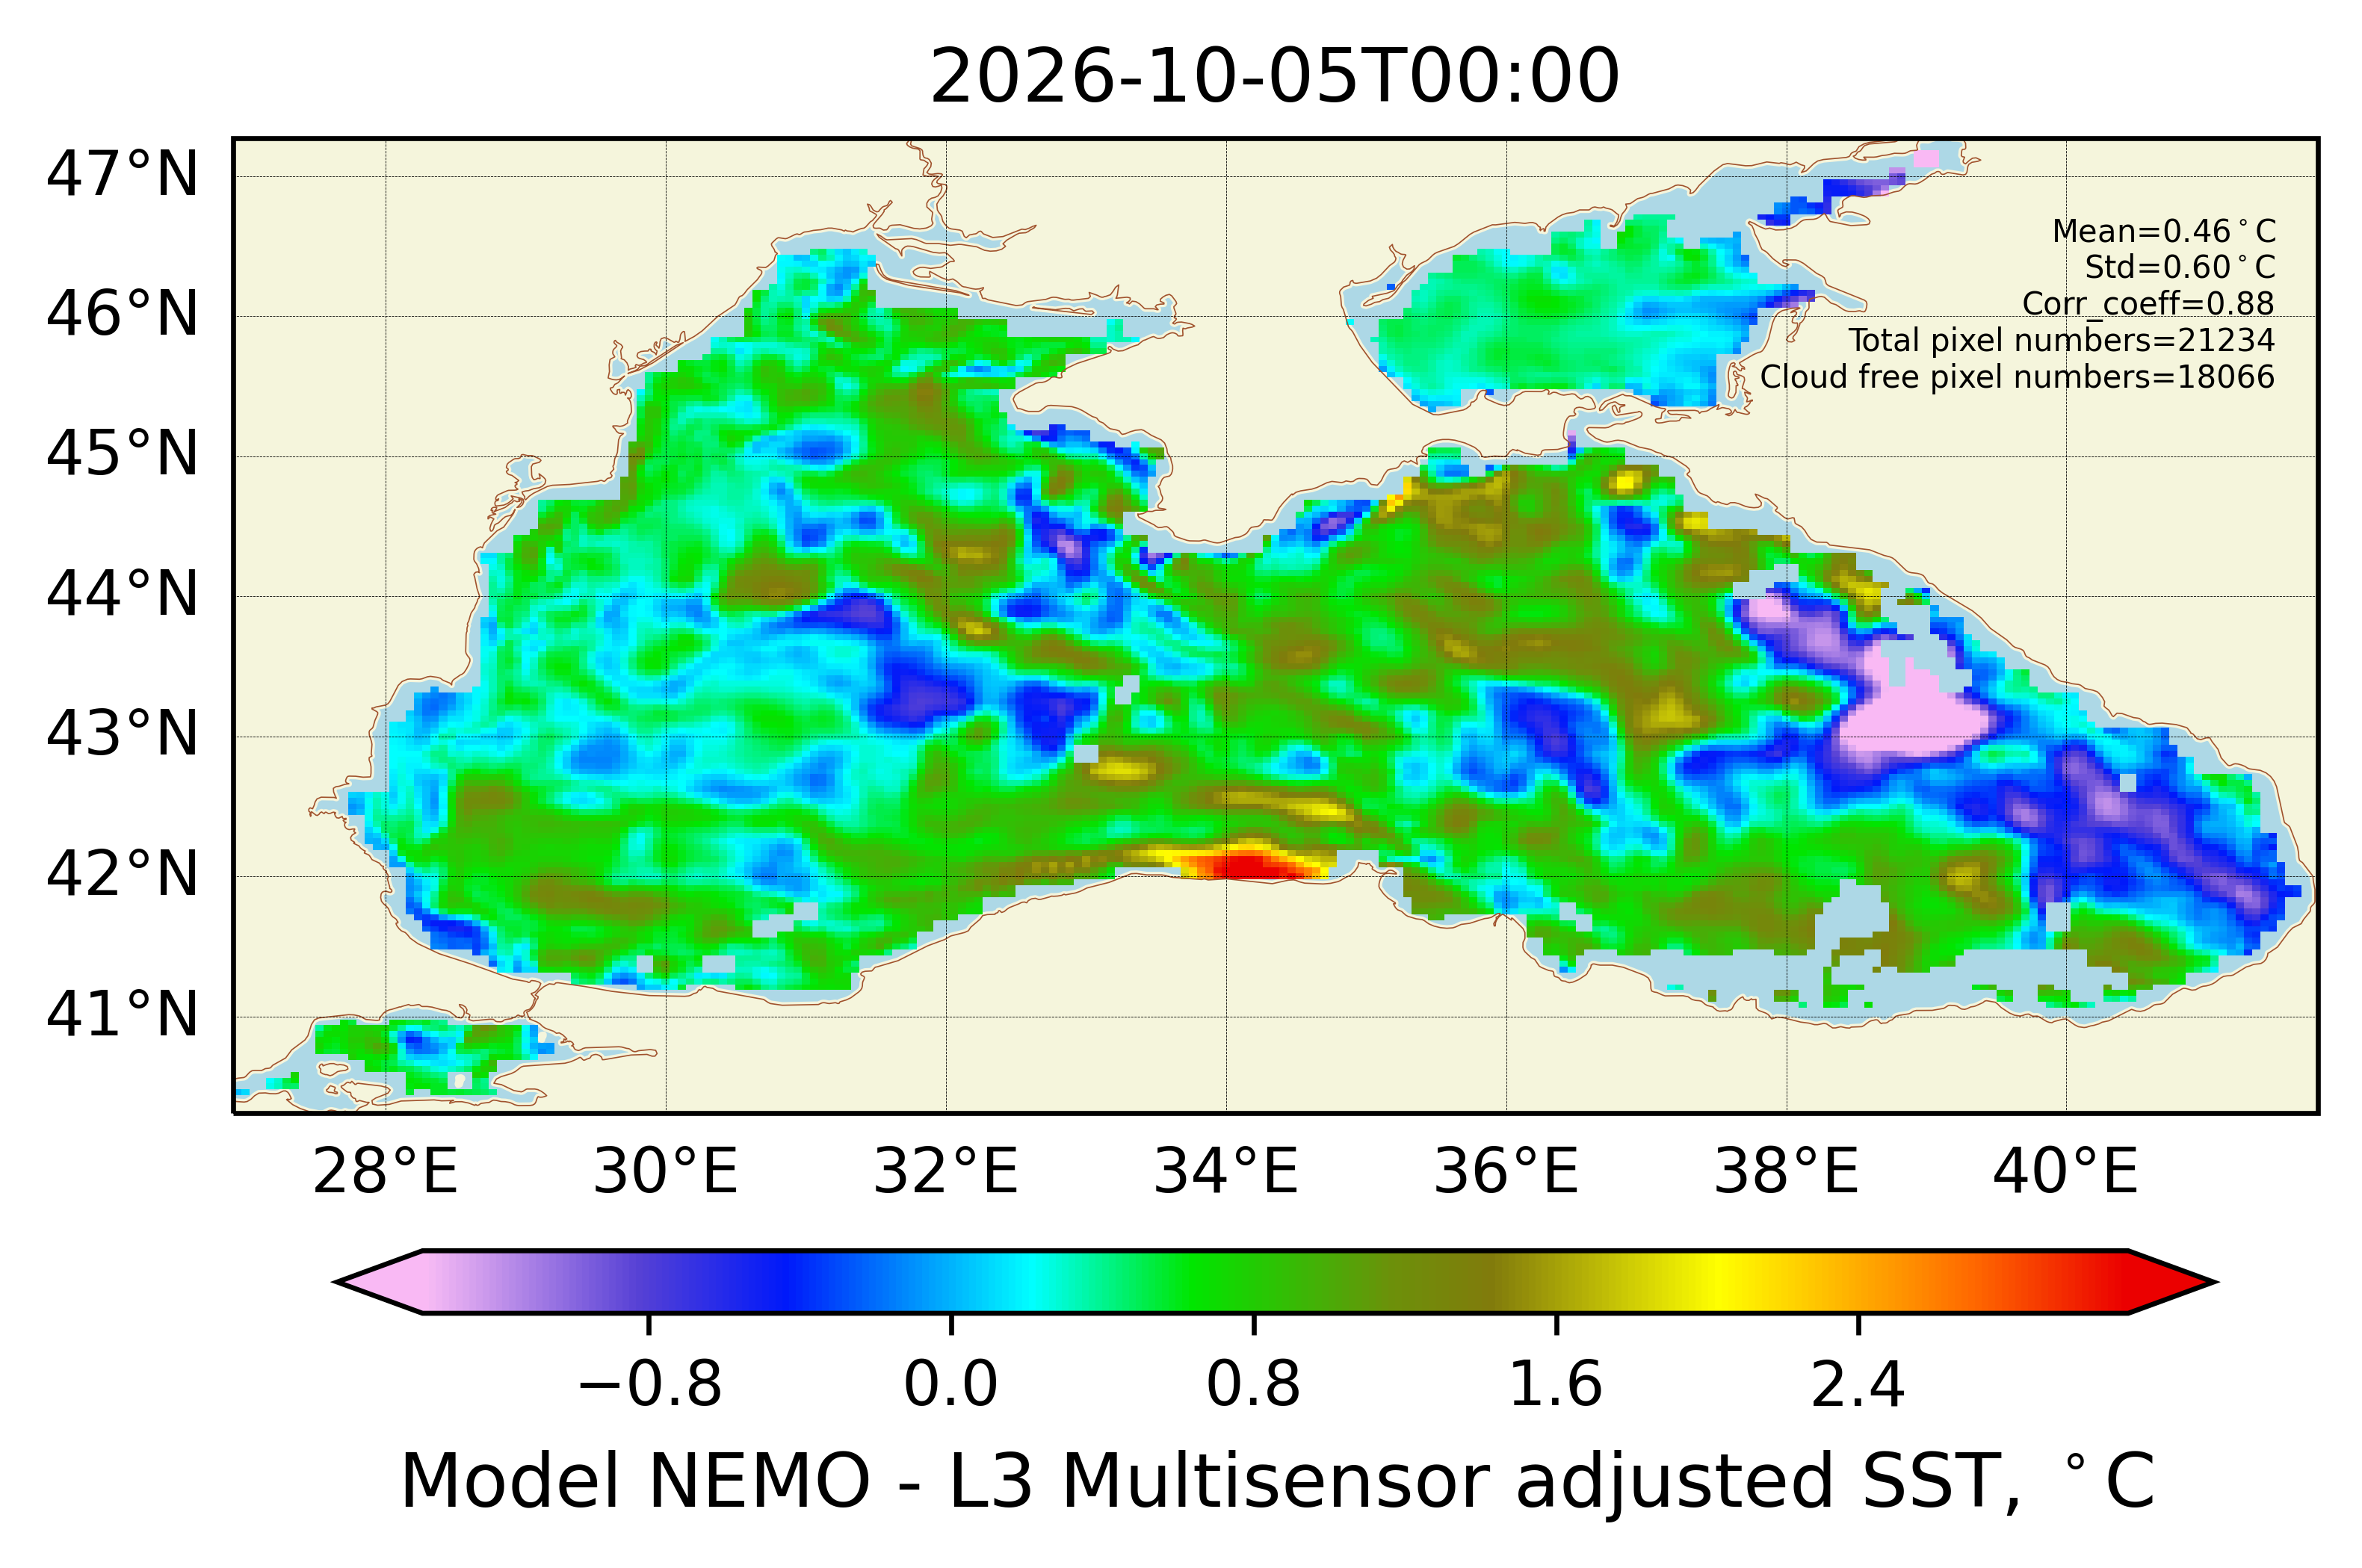 2026-10-05T00:00
47°N
46°N
45°N
44°N
43°N
42°N
41°N
Mean=0.46°C
Std=0.60°C
Corr_coeff=0.88
Total pixel numbers=21234
Cloud free pixel numbers=18066
28°E 30°E 32°E 34°E 36°E 38°E 40°E
−0.8 0.0 0.8 1.6 2.4
Model NEMO - L3 Multisensor adjusted SST, °C